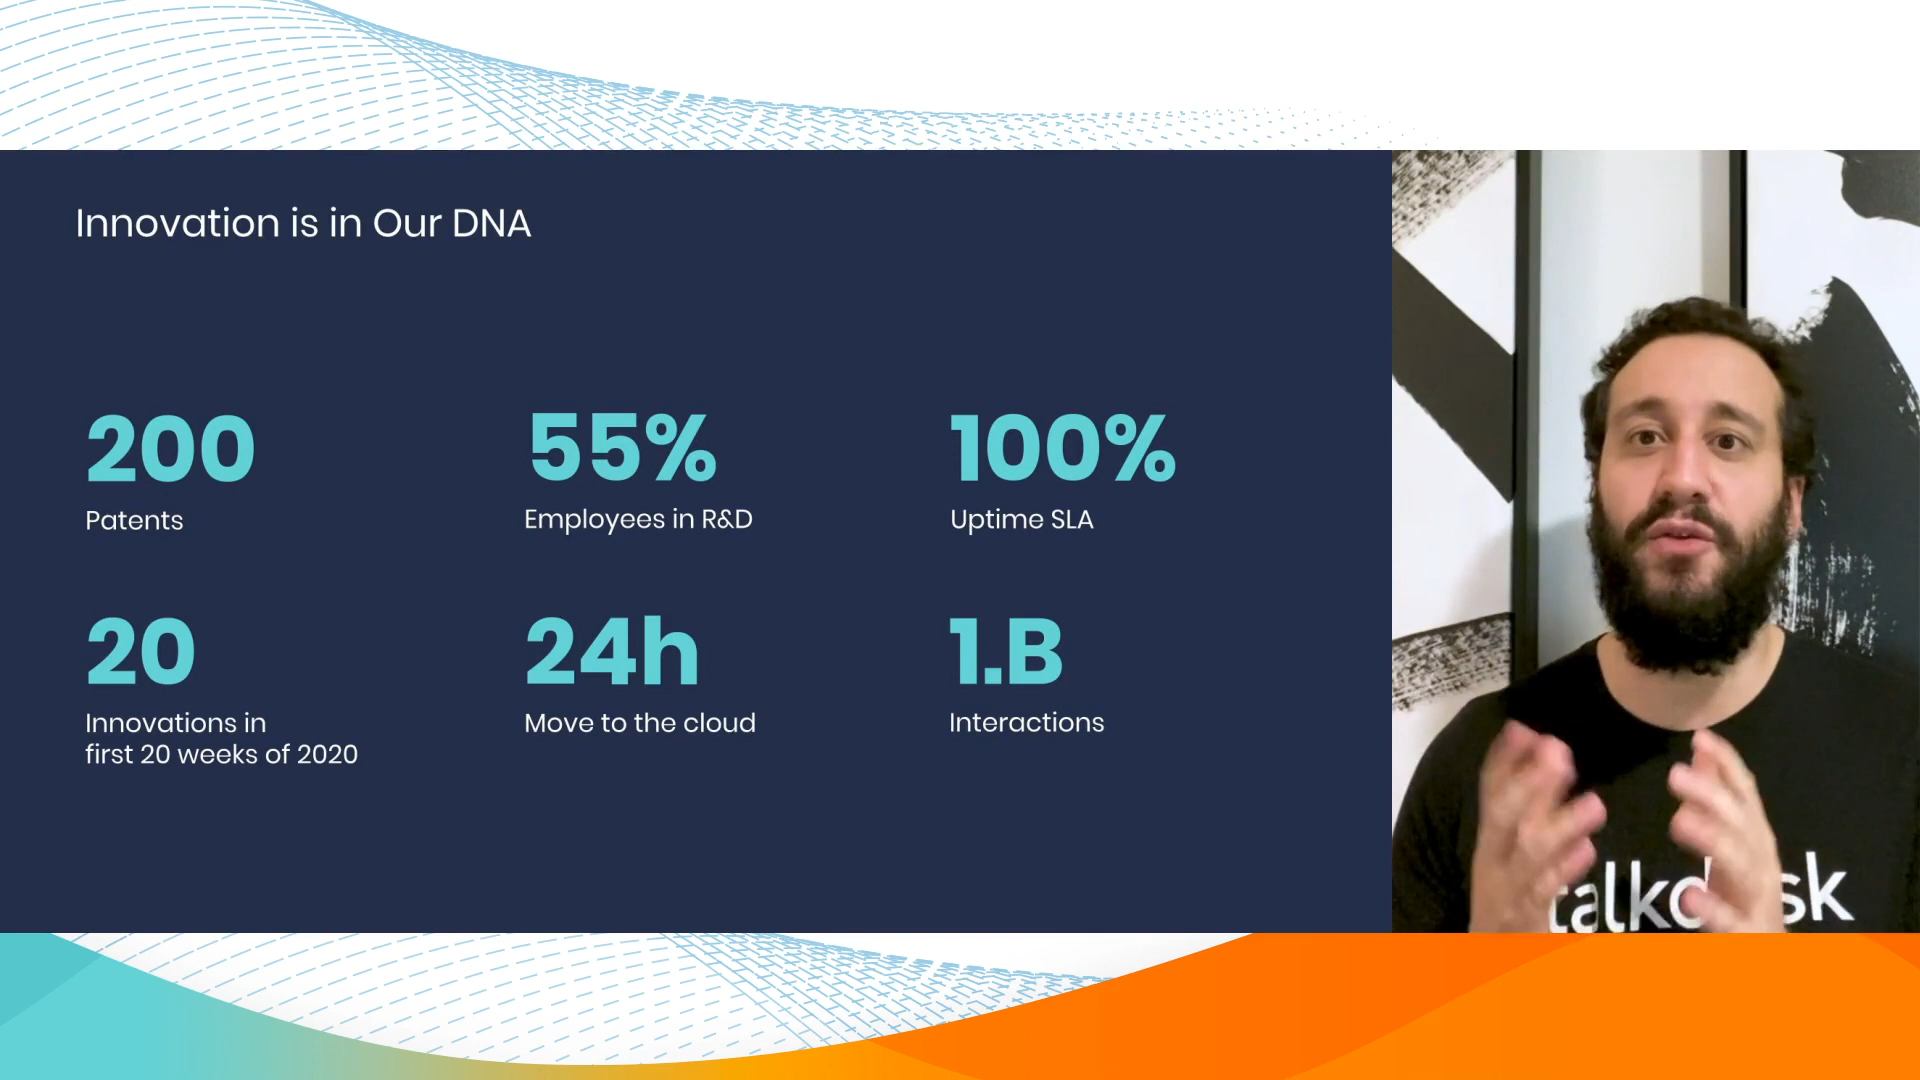 Innovation is in Our DNA
200
Patents
55%
Employees in R&D
100%
Uptime SLA
20
Innovations in
first 20 weeks of 2020
24h
Move to the cloud
1.B
Interactions